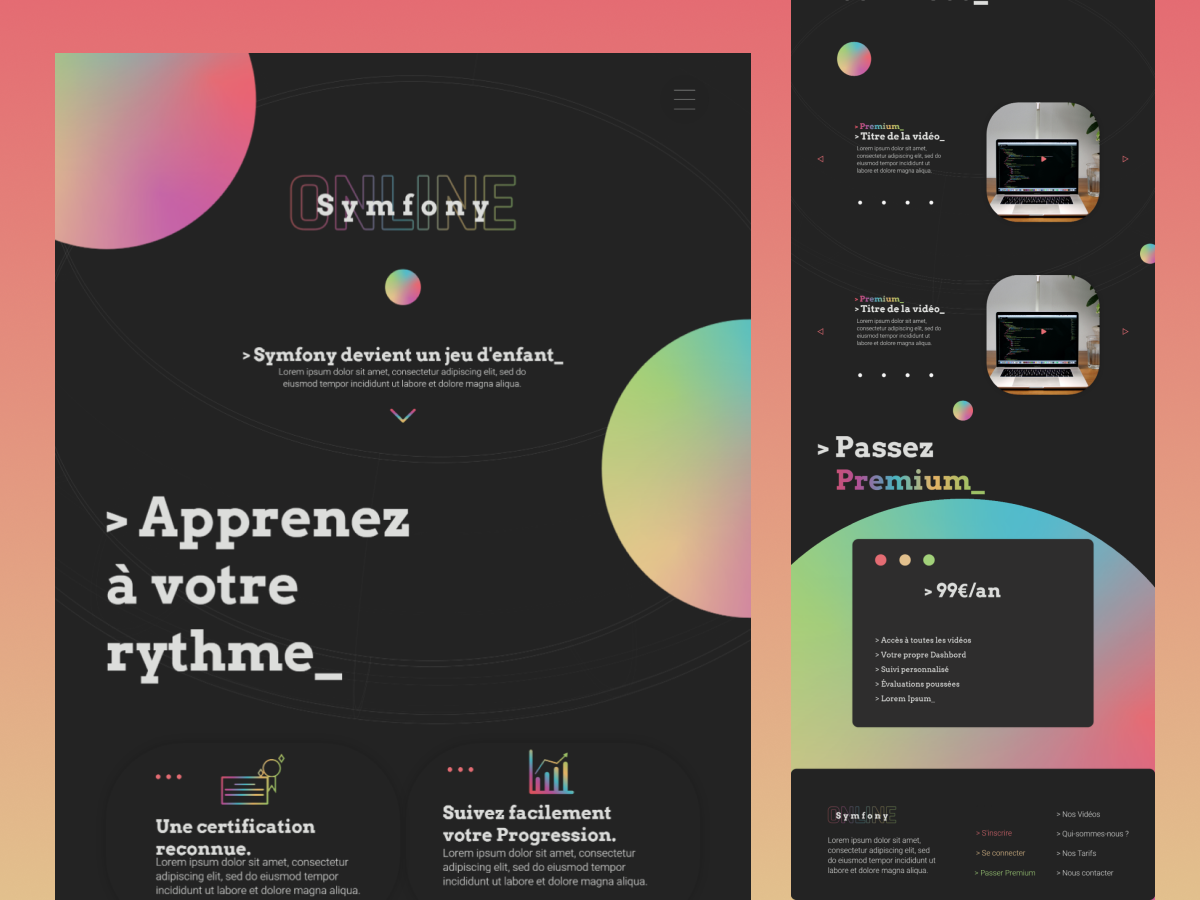 ONLINE
Symfony
> Symfony devient un jeu d'enfant_
Lorem ipsum dolor sit amet, consectetur adipiscing elit, sed do
eiusmod tempor incididunt ut labore et dolore magna aliqua.
> Apprenez
à votre
rythme_
Une certification
reconnue.
Lorem ipsum dolor sit amet, consectetur
adipiscing elit, sed do eiusmod tempor
incididunt ut labore et dolore magna aliqua.
Suivez facilement
votre Progression.
Lorem ipsum dolor sit amet, consectetur
adipiscing elit, sed do eiusmod tempor
incididunt ut labore et dolore magna aliqua.
> Premium_
> Titre de la vidéo_
Lorem ipsum dolor sit amet,
consectetur adipiscing elit, sed do
eiusmod tempor incididunt ut
labore et dolore magna aliqua.
> Premium_
> Titre de la vidéo_
Lorem ipsum dolor sit amet,
consectetur adipiscing elit, sed do
eiusmod tempor incididunt ut
labore et dolore magna aliqua.
> Passez
Premium_
> 99€/an
> Accès à toutes les vidéos
> Votre propre Dashbord
> Suivi personnalisé
> Évaluations poussées
> Lorem Ipsum_
ONLINE
Symfony
Lorem ipsum dolor sit amet,
consectetur adipiscing elit, sed
do eiusmod tempor incididunt ut
labore et dolore magna aliqua.
> S'inscrire
> Se connecter
> Passer Premium
> Nos Vidéos
> Qui-sommes-nous ?
> Nos Tarifs
> Nous contacter